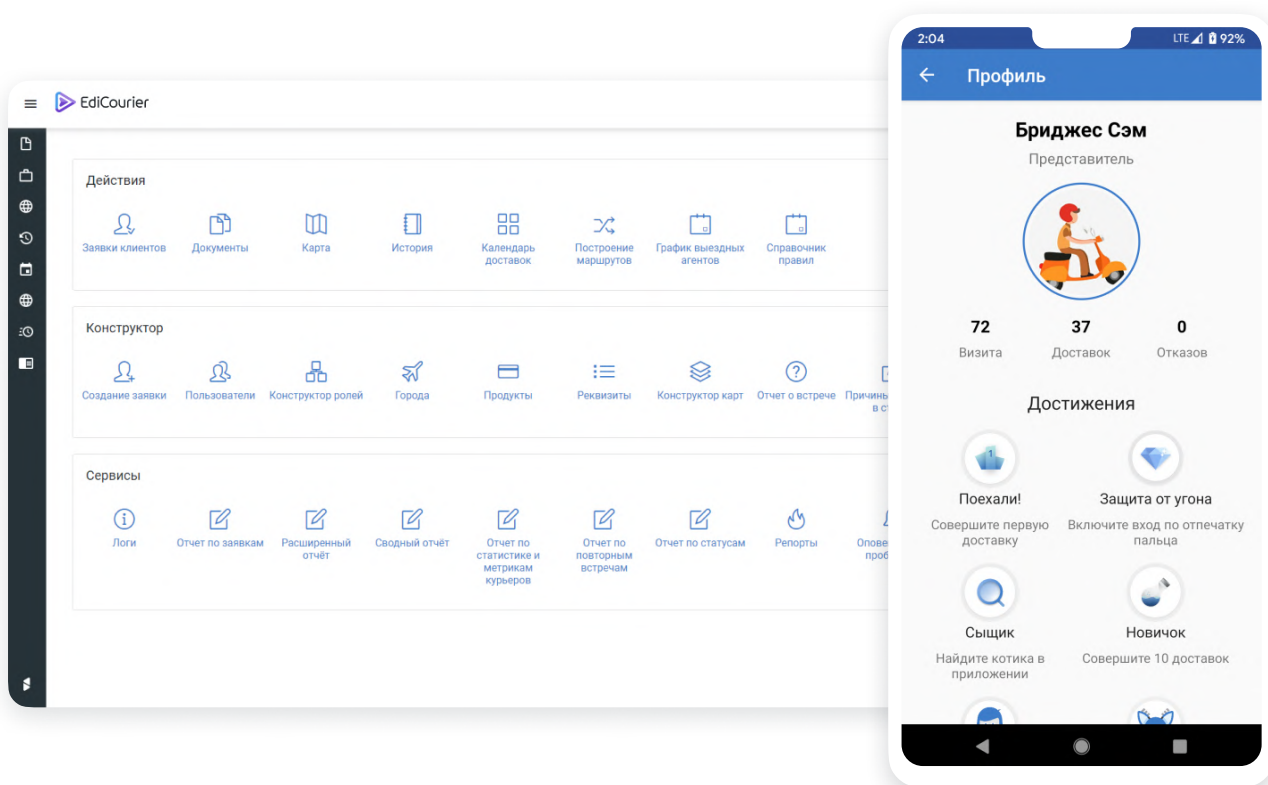 EdiCourier
Действия
Заявки клиентов
Документы
Карта
История
Календарь
доставок
Построение
маршрутов
График выездных
агентов
Справочник
правил
Конструктор
Создание заявки
Пользователи
Конструктор ролей
Города
Продукты
Реквизиты
Конструктор карт
Отчет о встрече
Сервисы
Логи
Отчет по заявкам
Расширенный
отчёт
Сводный отчёт
Отчет по
статистике и
метрикам
курьеров
Отчет по
повторным
встречам
Отчет по статусам
Репорты
2:04
LTE 92%
Профиль
Бриджес Сэм
Представитель
72
Визита
37
Доставок
0
Отказов
Достижения
1
Поехали!
Совершите первую
доставку
Защита от угона
Включите вход по отпечатку
пальца
Сыщик
Найдите котика в
приложении
Новичок
Совершите 10 доставок